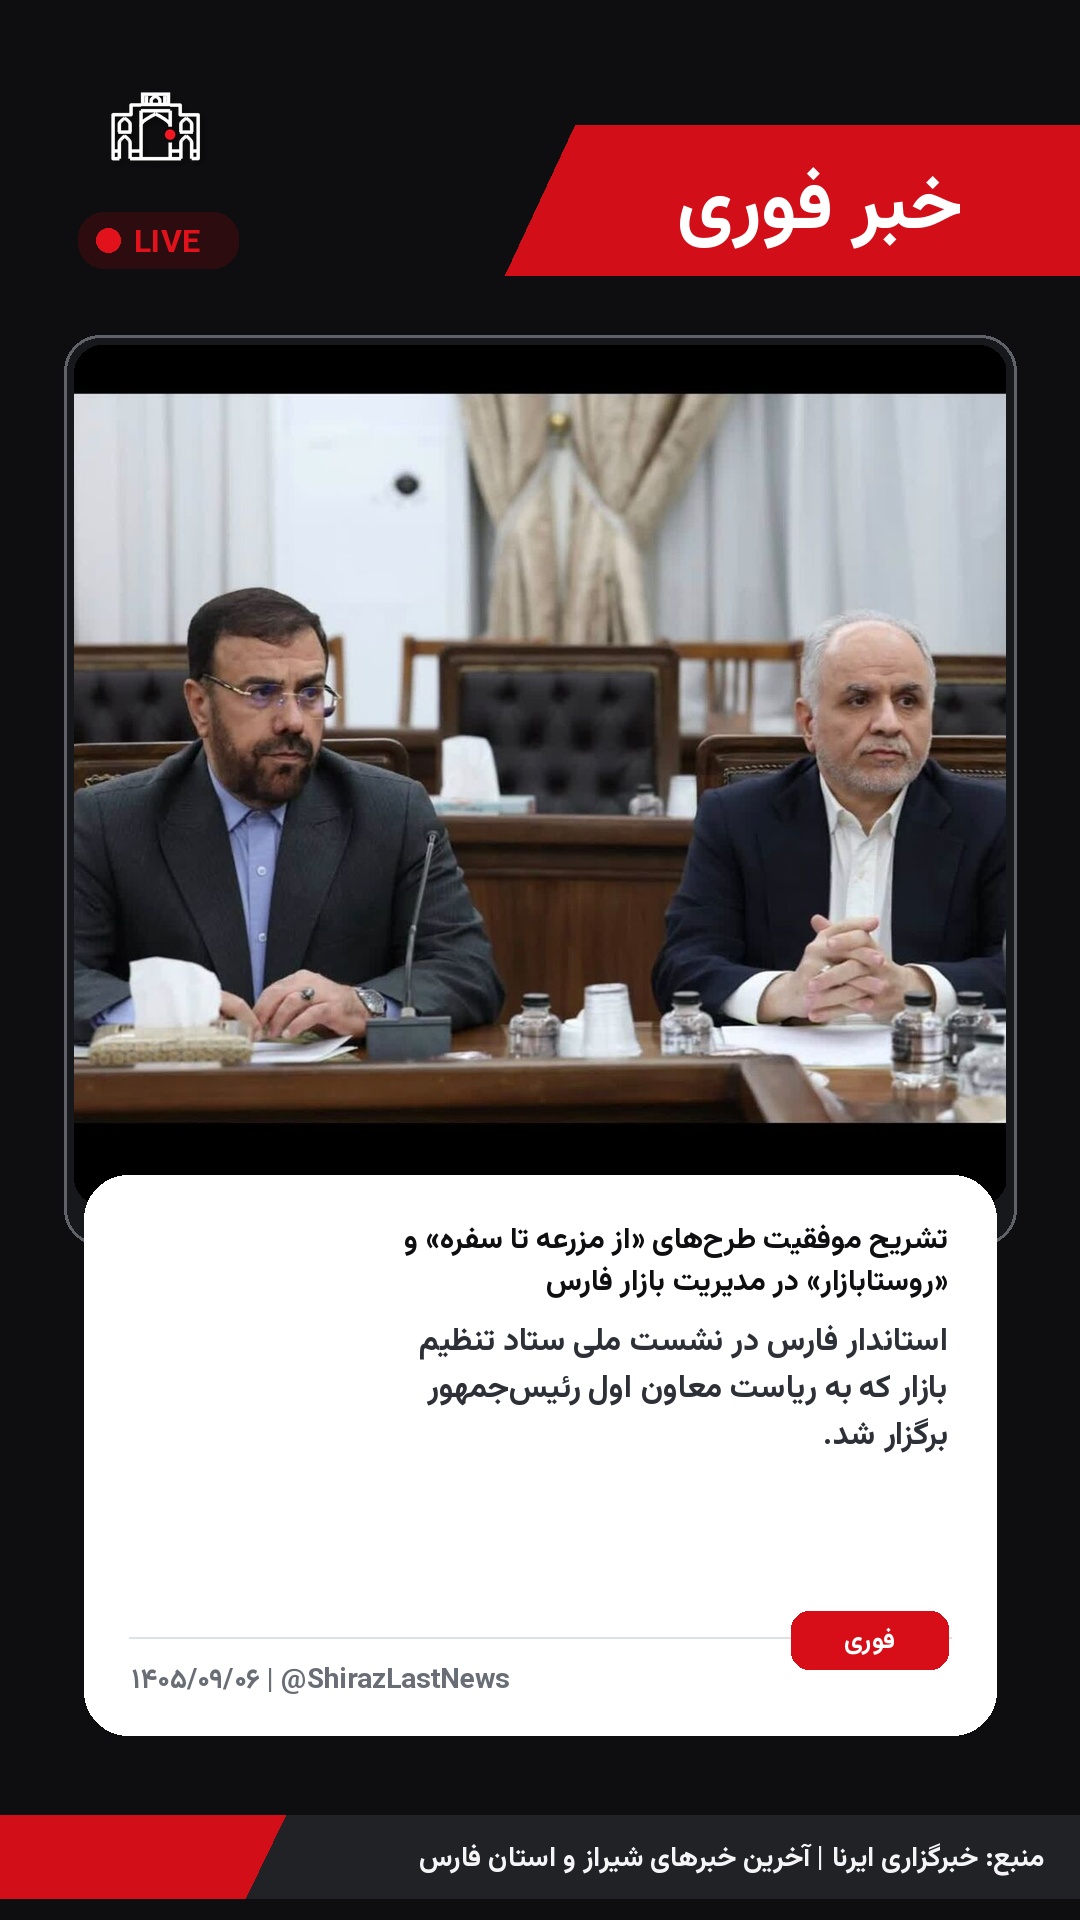 خبر فوری
LIVE
تشریح موفقیت طرح‌های «از مزرعه تا سفره» و
«روستابازار» در مدیریت بازار فارس
استاندار فارس در نشست ملی ستاد تنظیم
بازار که به ریاست معاون اول رئیس‌جمهور
برگزار شد.
فوری
۱۴۰۵/۰۹/۰۶ | @ShirazLastNews
منبع: خبرگزاری ایرنا | آخرین خبرهای شیراز و استان فارس